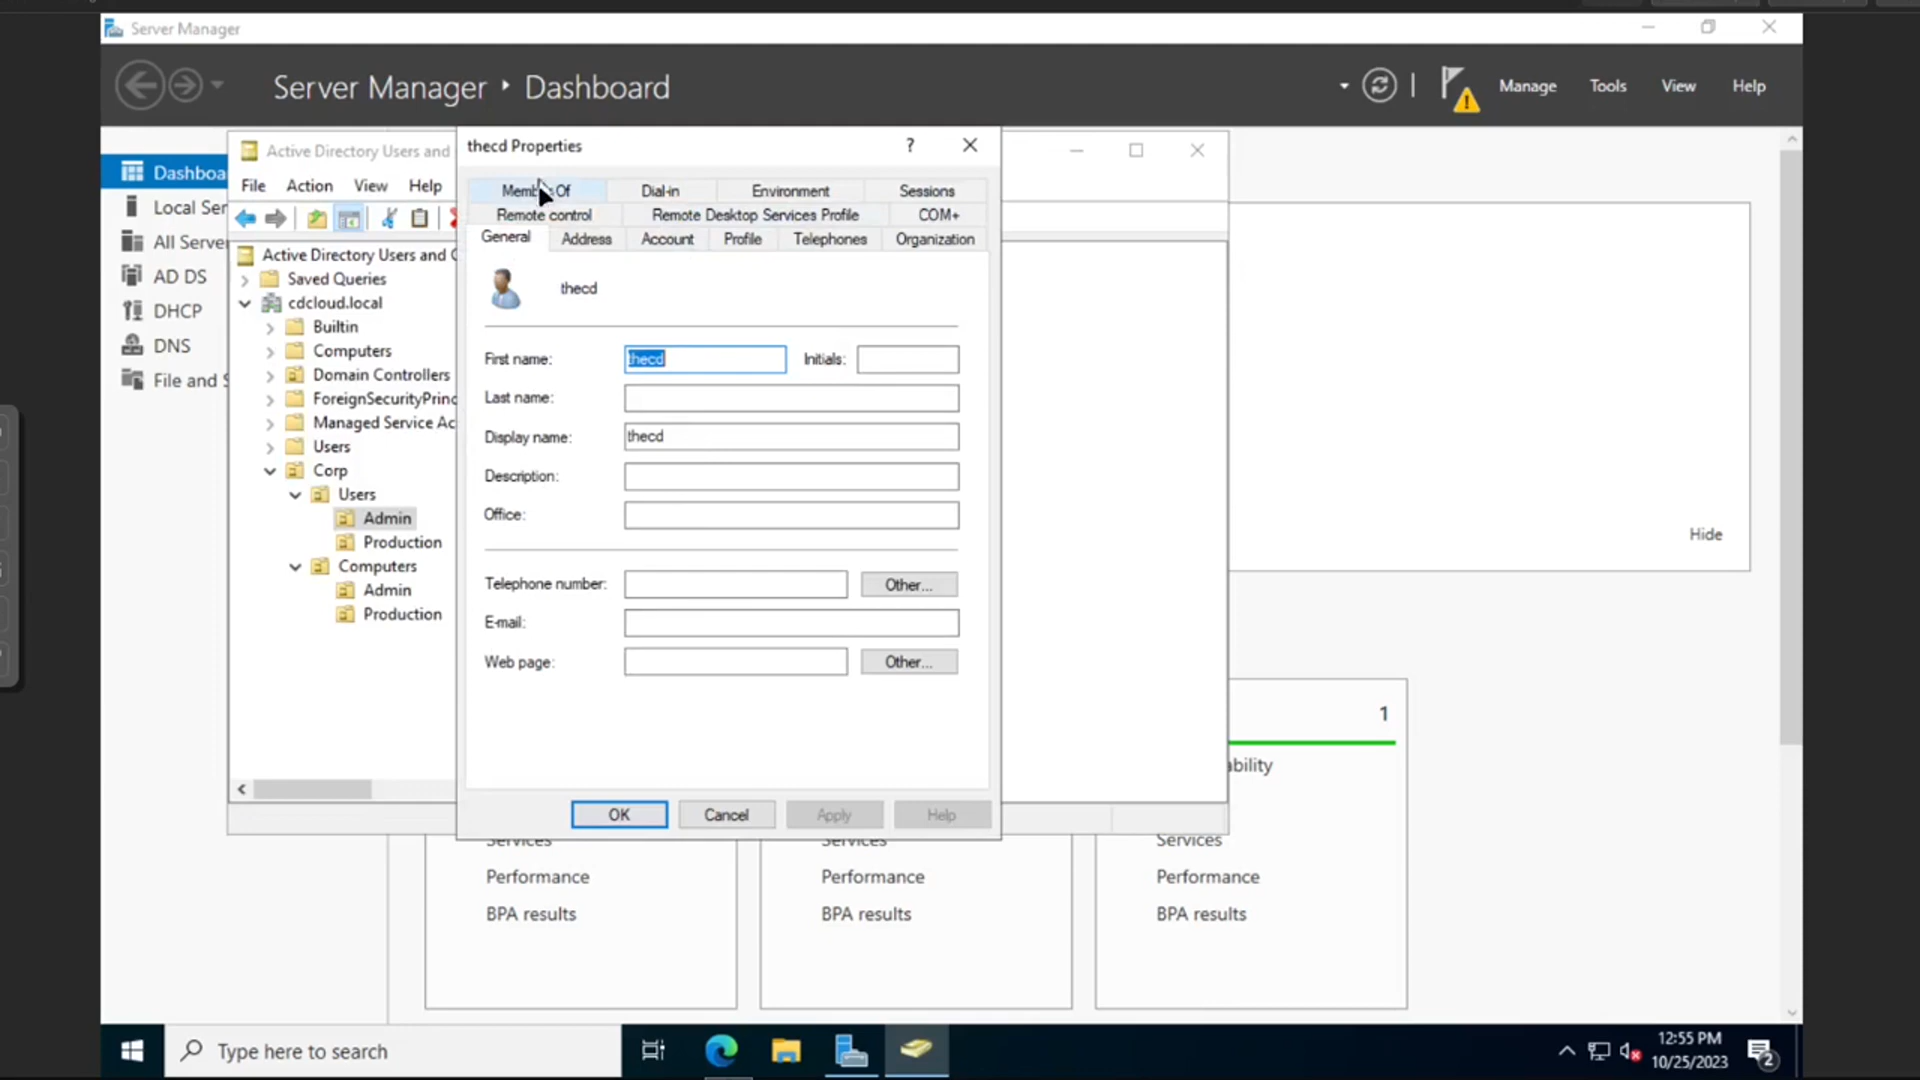 Server Manager
Server Manager Dashboard
Manage Tools View Help
Active Directory Users and
File Action View Help
Dashboa
Local Ser
All Serve
AD DS
DHCP
DNS
File and S
Active Directory Users and C
Saved Queries
cdcloud.local
Builtin
Computers
Domain Controllers
ForeignSecurityPrinc
Managed Service Ac
Users
Corp
Users
Admin
Production
Computers
Admin
Production
thecd Properties
?
Member Of Dial-in Environment Sessions
Remote control Remote Desktop Services Profile COM+
General Address Account Profile Telephones Organization
thecd
First name: thecd Initials:
Last name:
Display name: thecd
Description:
Office:
Telephone number: Other...
E-mail:
Web page: Other...
OK Cancel Apply Help
Hide
1
ability
Services
Performance
BPA results
Services
Performance
BPA results
Services
Performance
BPA results
Type here to search
12:55 PM
10/25/2023
2